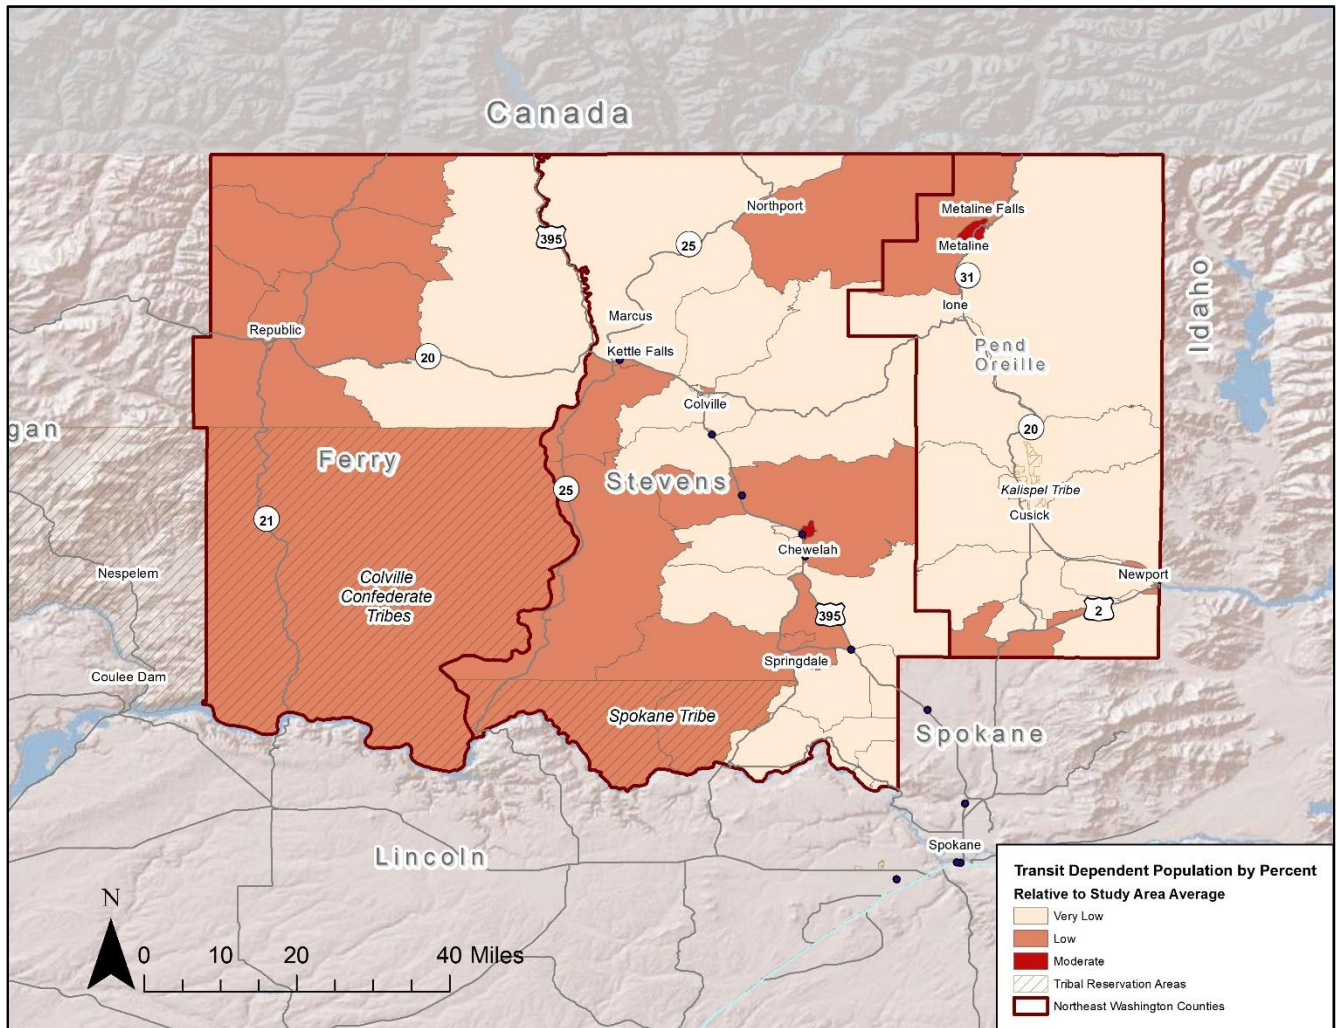 Canada
Northport
Metaline Falls
395
25
Metaline
31
Idaho
Ione
Marcus
Republic
Pend
Oreille
Kettle Falls
20
Colville
gan
20
Ferry
Stevens
25
Kalispel Tribe
21
Cusick
Chewelah
Nespelem
Colville
Confederate
Tribes
Newport
2
395
Springdale
Coulee Dam
Spokane Tribe
Spokane
Spokane
Lincoln
N
0 10 20 40 Miles
Transit Dependent Population by Percent
Relative to Study Area Average
Very Low
Low
Moderate
Tribal Reservation Areas
Northeast Washington Counties